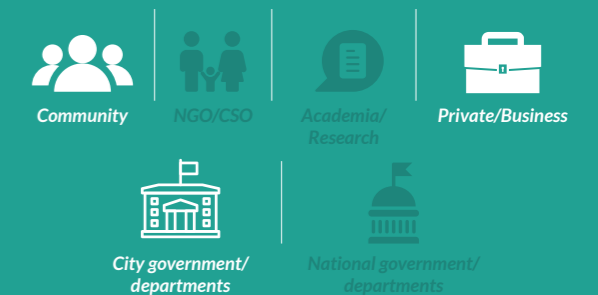 Community
NGO/CSO
Academia/
Research
Private/Business
City government/
departments
National government/
departments